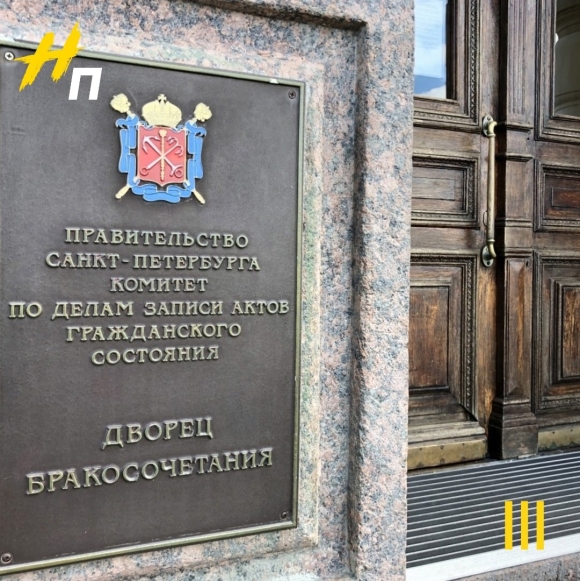 Нп
ПРАВИТЕЛЬСТВО
САНКТ-ПЕТЕРБУРГА
КОМИТЕТ
ПО ДЕЛАМ ЗАПИСИ АКТОВ
ГРАЖДАНСКОГО
СОСТОЯНИЯ
ДВОРЕЦ
БРАКОСОЧЕТАНИЯ